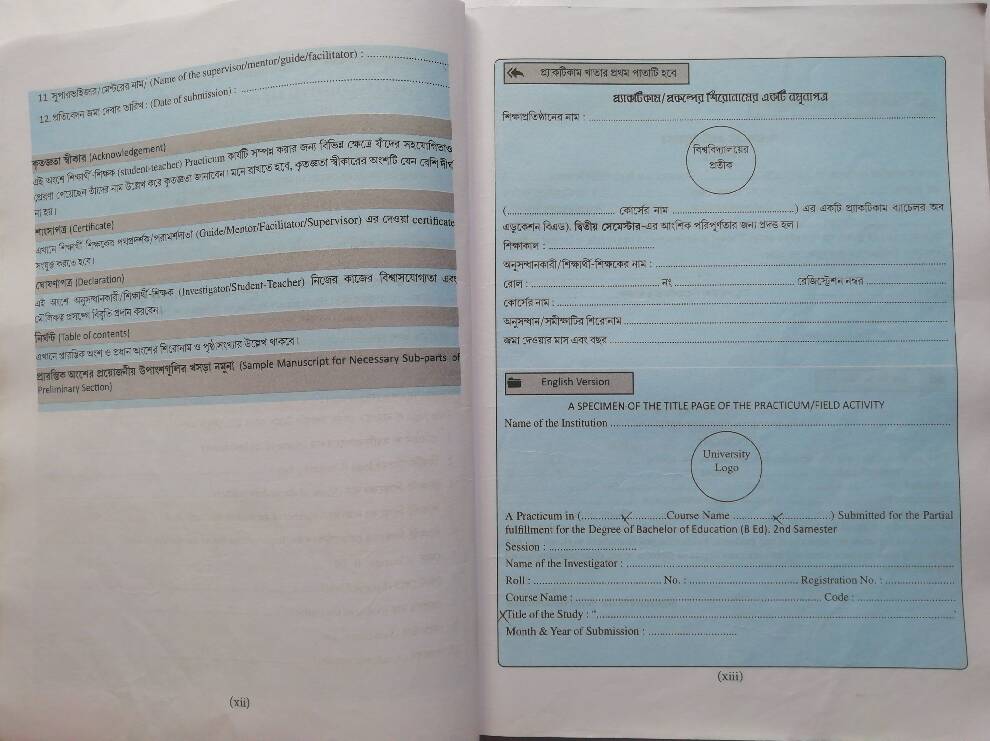 11. সুপারভাইজার/মেন্টরের নাম/ (Name of the supervisor/mentor/guide/facilitator) : ........................
12. প্রতিবেদন জমা দেবার তারিখ : (Date of submission) : ........................
কৃতজ্ঞতা স্বীকার (Acknowledgement)
এই অংশে শিক্ষার্থী-শিক্ষক (student-teacher) Practicum কার্যটি সম্পন্ন করার জন্য বিভিন্ন ক্ষেত্রে যাঁদের সহযোগিতাও
প্রেরণা পেয়েছেন তাঁদের নাম উল্লেখ করে কৃতজ্ঞতা জানাবেন। মনে রাখতে হবে, কৃতজ্ঞতা স্বীকারের অংশটি যেন বেশি দীর্ঘ
না হয়।
শংসাপত্র (Certificate)
এখানে শিক্ষার্থী শিক্ষকের পথপ্রদর্শক/পরামর্শদাতা (Guide/Mentor/Facilitator/Supervisor) এর দেওয়া certificate
সংযুক্ত করতে হবে।
ঘোষণাপত্র (Declaration)
এই অংশে অনুসন্ধানকারী/শিক্ষার্থী-শিক্ষক (Investigator/Student-Teacher) নিজের কাজের বিশ্বাসযোগ্যতা এবং
মৌলিকত্ব প্রসঙ্গে বিবৃতি প্রদান করবেন।
নির্ঘণ্ট (Table of contents)
এখানে প্রারম্ভিক অংশ ও প্রধান অংশের শিরোনাম ও পৃষ্ঠাসংখ্যার উল্লেখ থাকবে।
প্রারম্ভিক অংশের প্রয়োজনীয় উপাংশগুলির খসড়া নমুনা (Sample Manuscript for Necessary Sub-parts of
Preliminary Section)
(xii)
প্র্যাকটিকাম খাতার প্রথম পাতাটি হবে
প্র্যাকটিকাম/প্রকল্পের শিরোনামের একটি নমুনাপত্র
শিক্ষাপ্রতিষ্ঠানের নাম : ........................
বিশ্ববিদ্যালয়ের
প্রতীক
(........................ কোর্সের নাম ........................) এর একটি প্র্যাকটিকাম ব্যাচেলর অব
এডুকেশন বিএড). দ্বিতীয় সেমেস্টার-এর আংশিক পরিপূর্ণতার জন্য প্রদত্ত হল।
শিক্ষাকাল : ........................
অনুসন্ধানকারী/শিক্ষার্থী-শিক্ষকের নাম : ........................
রোল : ........................ নং ........................ রেজিস্ট্রেশন নম্বর ........................
কোর্সের নাম : ........................
অনুসন্ধান/সমীক্ষাটির শিরোনাম ........................
জমা দেওয়ার মাস এবং বছর ........................
English Version
A SPECIMEN OF THE TITLE PAGE OF THE PRACTICUM/FIELD ACTIVITY
Name of the Institution ........................
University
Logo
A Practicum in (........................Course Name ........................) Submitted for the Partial
fulfillment for the Degree of Bachelor of Education (B Ed). 2nd Samester
Session : ........................
Name of the Investigator : ........................
Roll : ........................ No. : ........................ Registration No. : ........................
Course Name : ........................ Code : ........................
Title of the Study : "........................
Month & Year of Submission : ........................
(xiii)